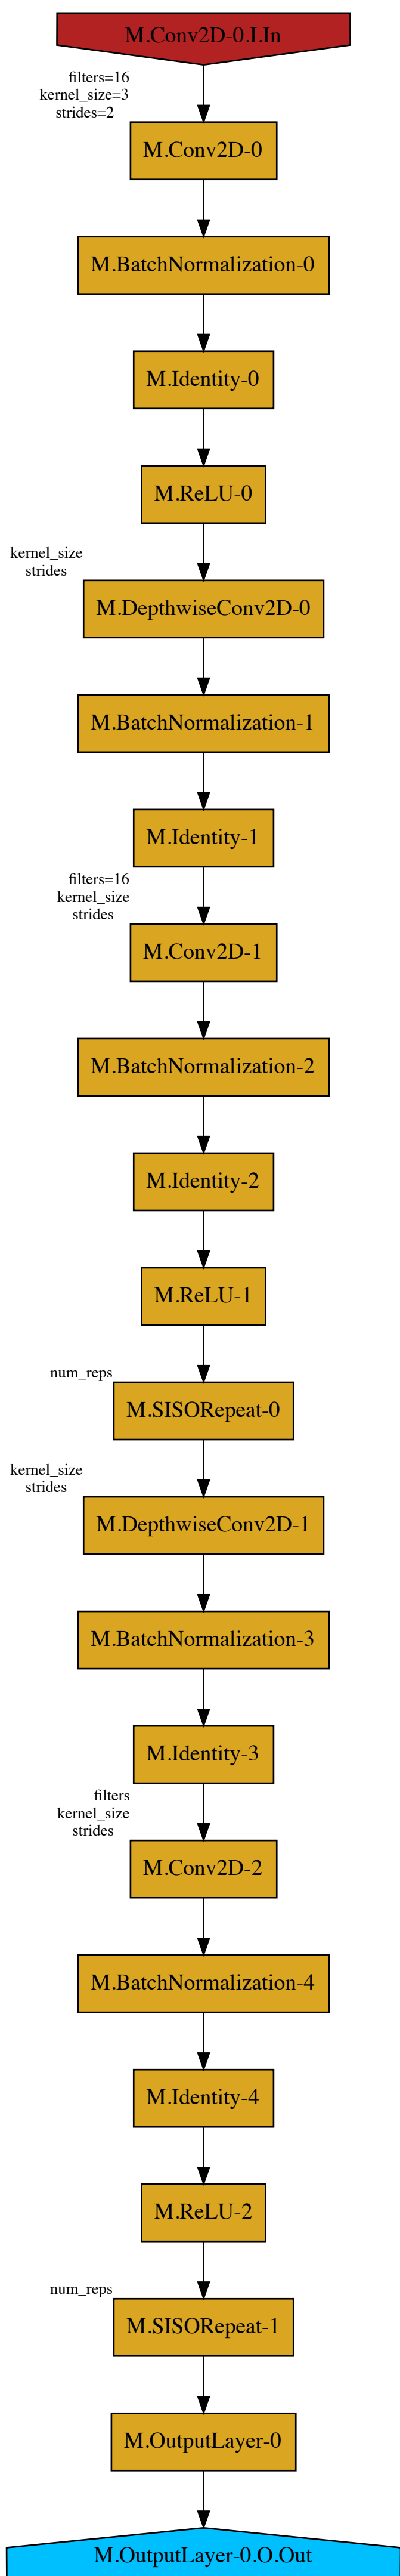 M.Conv2D-0.I.In
filters=16
kernel_size=3
strides=2
M.Conv2D-0
M.BatchNormalization-0
M.Identity-0
M.ReLU-0
kernel_size
strides
M.DepthwiseConv2D-0
M.BatchNormalization-1
M.Identity-1
filters=16
kernel_size
strides
M.Conv2D-1
M.BatchNormalization-2
M.Identity-2
M.ReLU-1
num_reps
M.SISORepeat-0
kernel_size
strides
M.DepthwiseConv2D-1
M.BatchNormalization-3
M.Identity-3
filters
kernel_size
strides
M.Conv2D-2
M.BatchNormalization-4
M.Identity-4
M.ReLU-2
num_reps
M.SISORepeat-1
M.OutputLayer-0
M.OutputLayer-0.O.Out